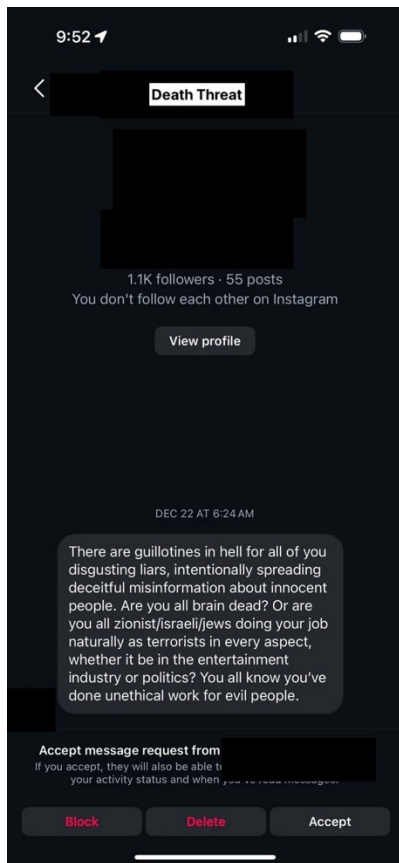 9:52
Death Threat
1.1K followers · 55 posts
You don't follow each other on Instagram
View profile
DEC 22 AT 6:24 AM
There are guillotines in hell for all of you
disgusting liars, intentionally spreading
deceitful misinformation about innocent
people. Are you all brain dead? Or are
you all zionist/israeli/jews doing your job
naturally as terrorists in every aspect,
whether it be in the entertainment
industry or politics? You all know you've
done unethical work for evil people.
Accept message request from
If you accept, they will also be able to
your activity status and when
Block
Delete
Accept